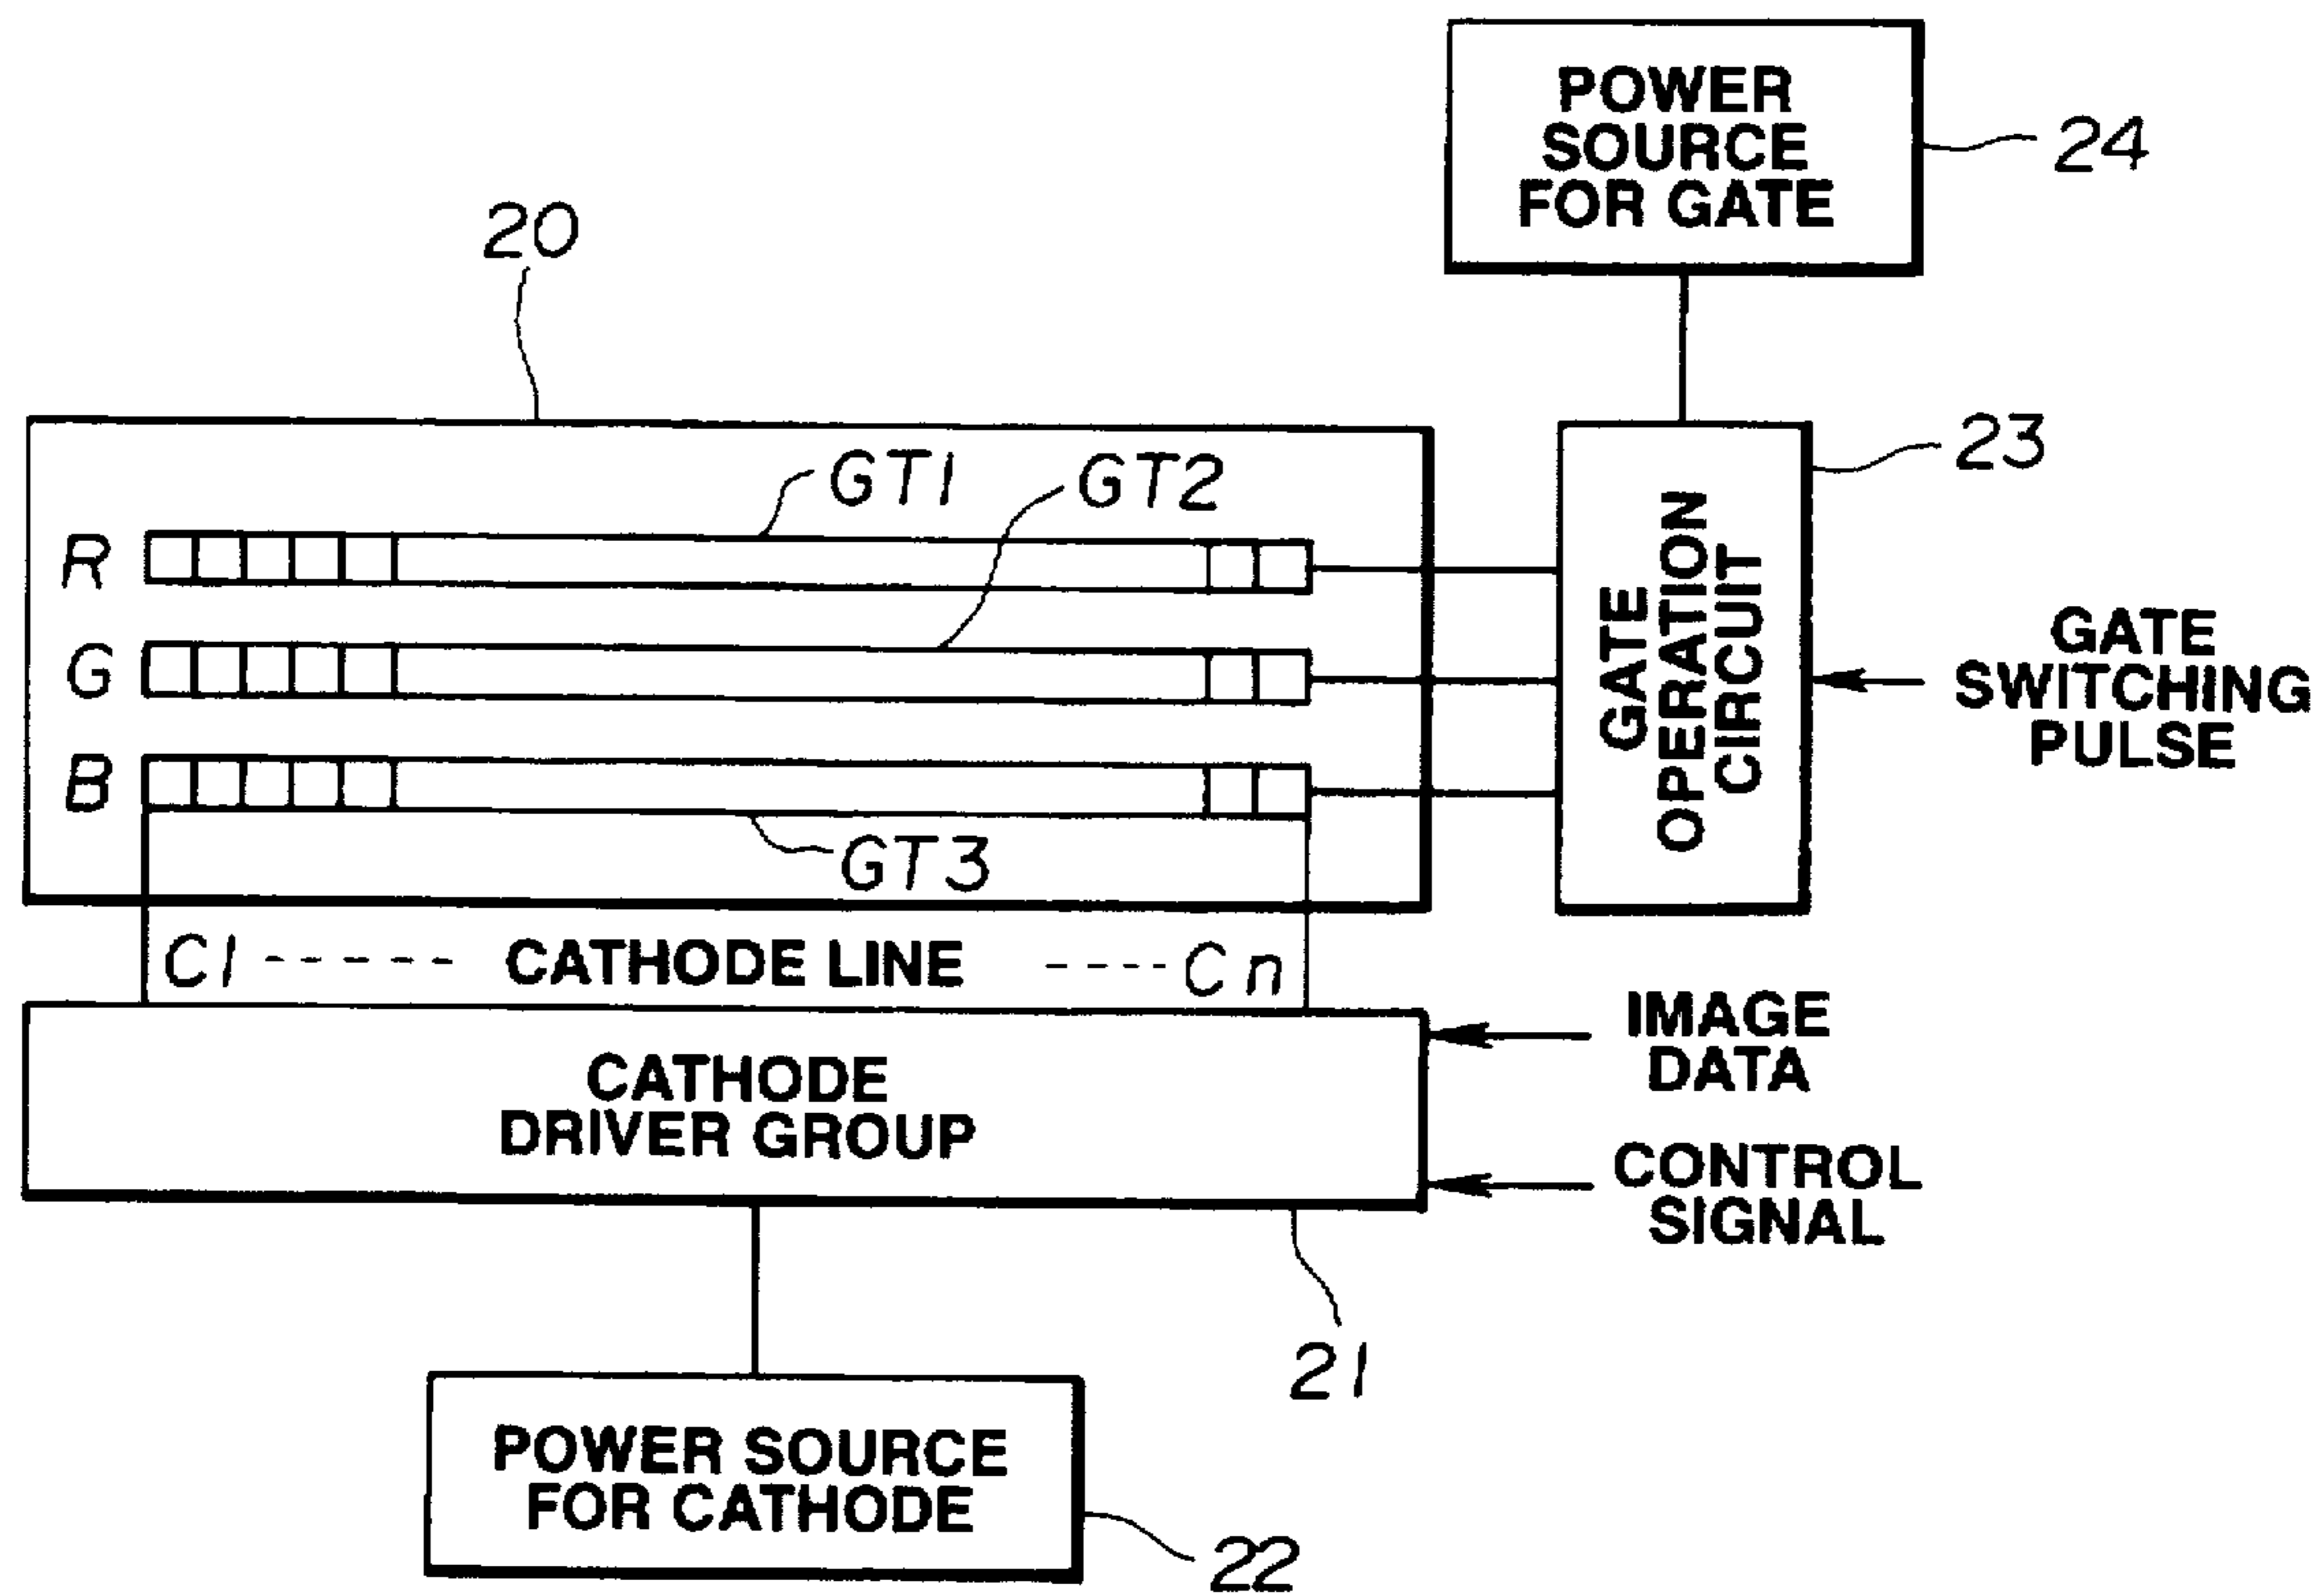 POWER
SOURCE
FOR GATE
24
20
23
GT1
GT2
R
G
B
GT3
GATE
OPERATION
CIRCUIT
GATE
SWITCHING
PULSE
C1 ------ CATHODE LINE ---- Cn
CATHODE
DRIVER GROUP
IMAGE
DATA
CONTROL
SIGNAL
21
POWER SOURCE
FOR CATHODE
22